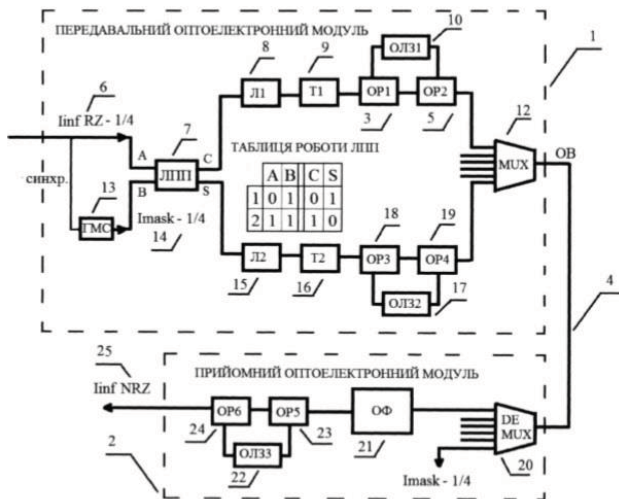 ПЕРЕДАВАЛЬНИЙ ОПТОЕЛЕКТРОННИЙ МОДУЛЬ
8
9
10
1
Л1
Т1
ОР1
ОЛЗ1
ОР2
3
5
12
6
Iinf RZ - 1/4
7
A
C
ЛПП
B
S
синхр.
13
ГМС
Imask - 1/4
14
ТАБЛИЦЯ РОБОТИ ЛПП
A B C S
1 0 1 0 1
2 1 1 1 0
MUX
ОВ
18
19
Л2
Т2
ОР3
ОР4
15
16
ОЛЗ2
17
4
25
Iinf NRZ
ПРИЙОМНИЙ ОПТОЕЛЕКТРОННИЙ МОДУЛЬ
ОР6
ОР5
ОФ
DE
MUX
24
23
21
20
ОЛЗ3
22
2
Imask - 1/4